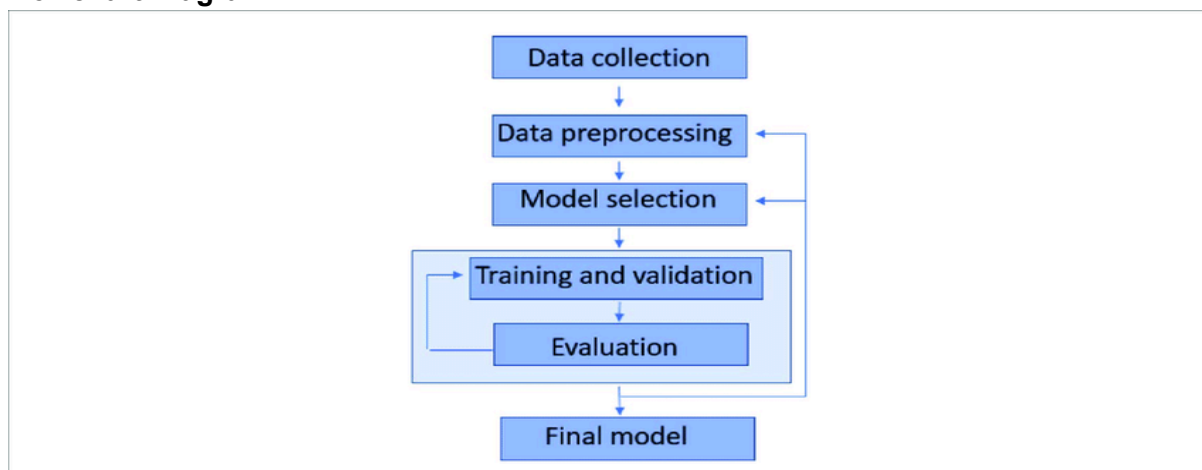 Data collection
Data preprocessing
Model selection
Training and validation
Evaluation
Final model